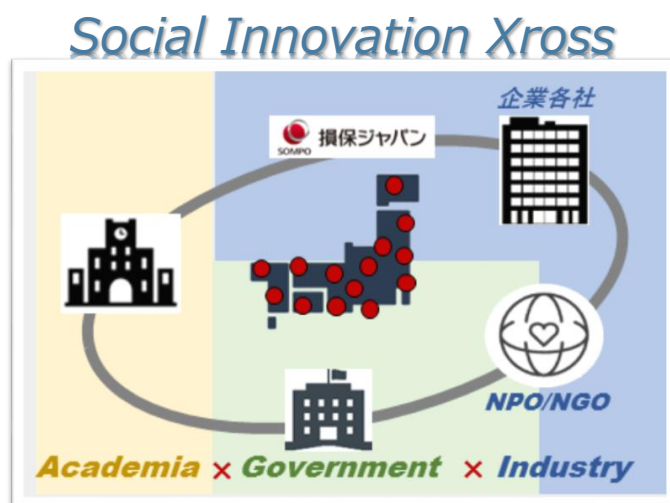 Social Innovation Xross
企業各社
SOMPO 損保ジャパン
NPO/NGO
Academia × Government × Industry